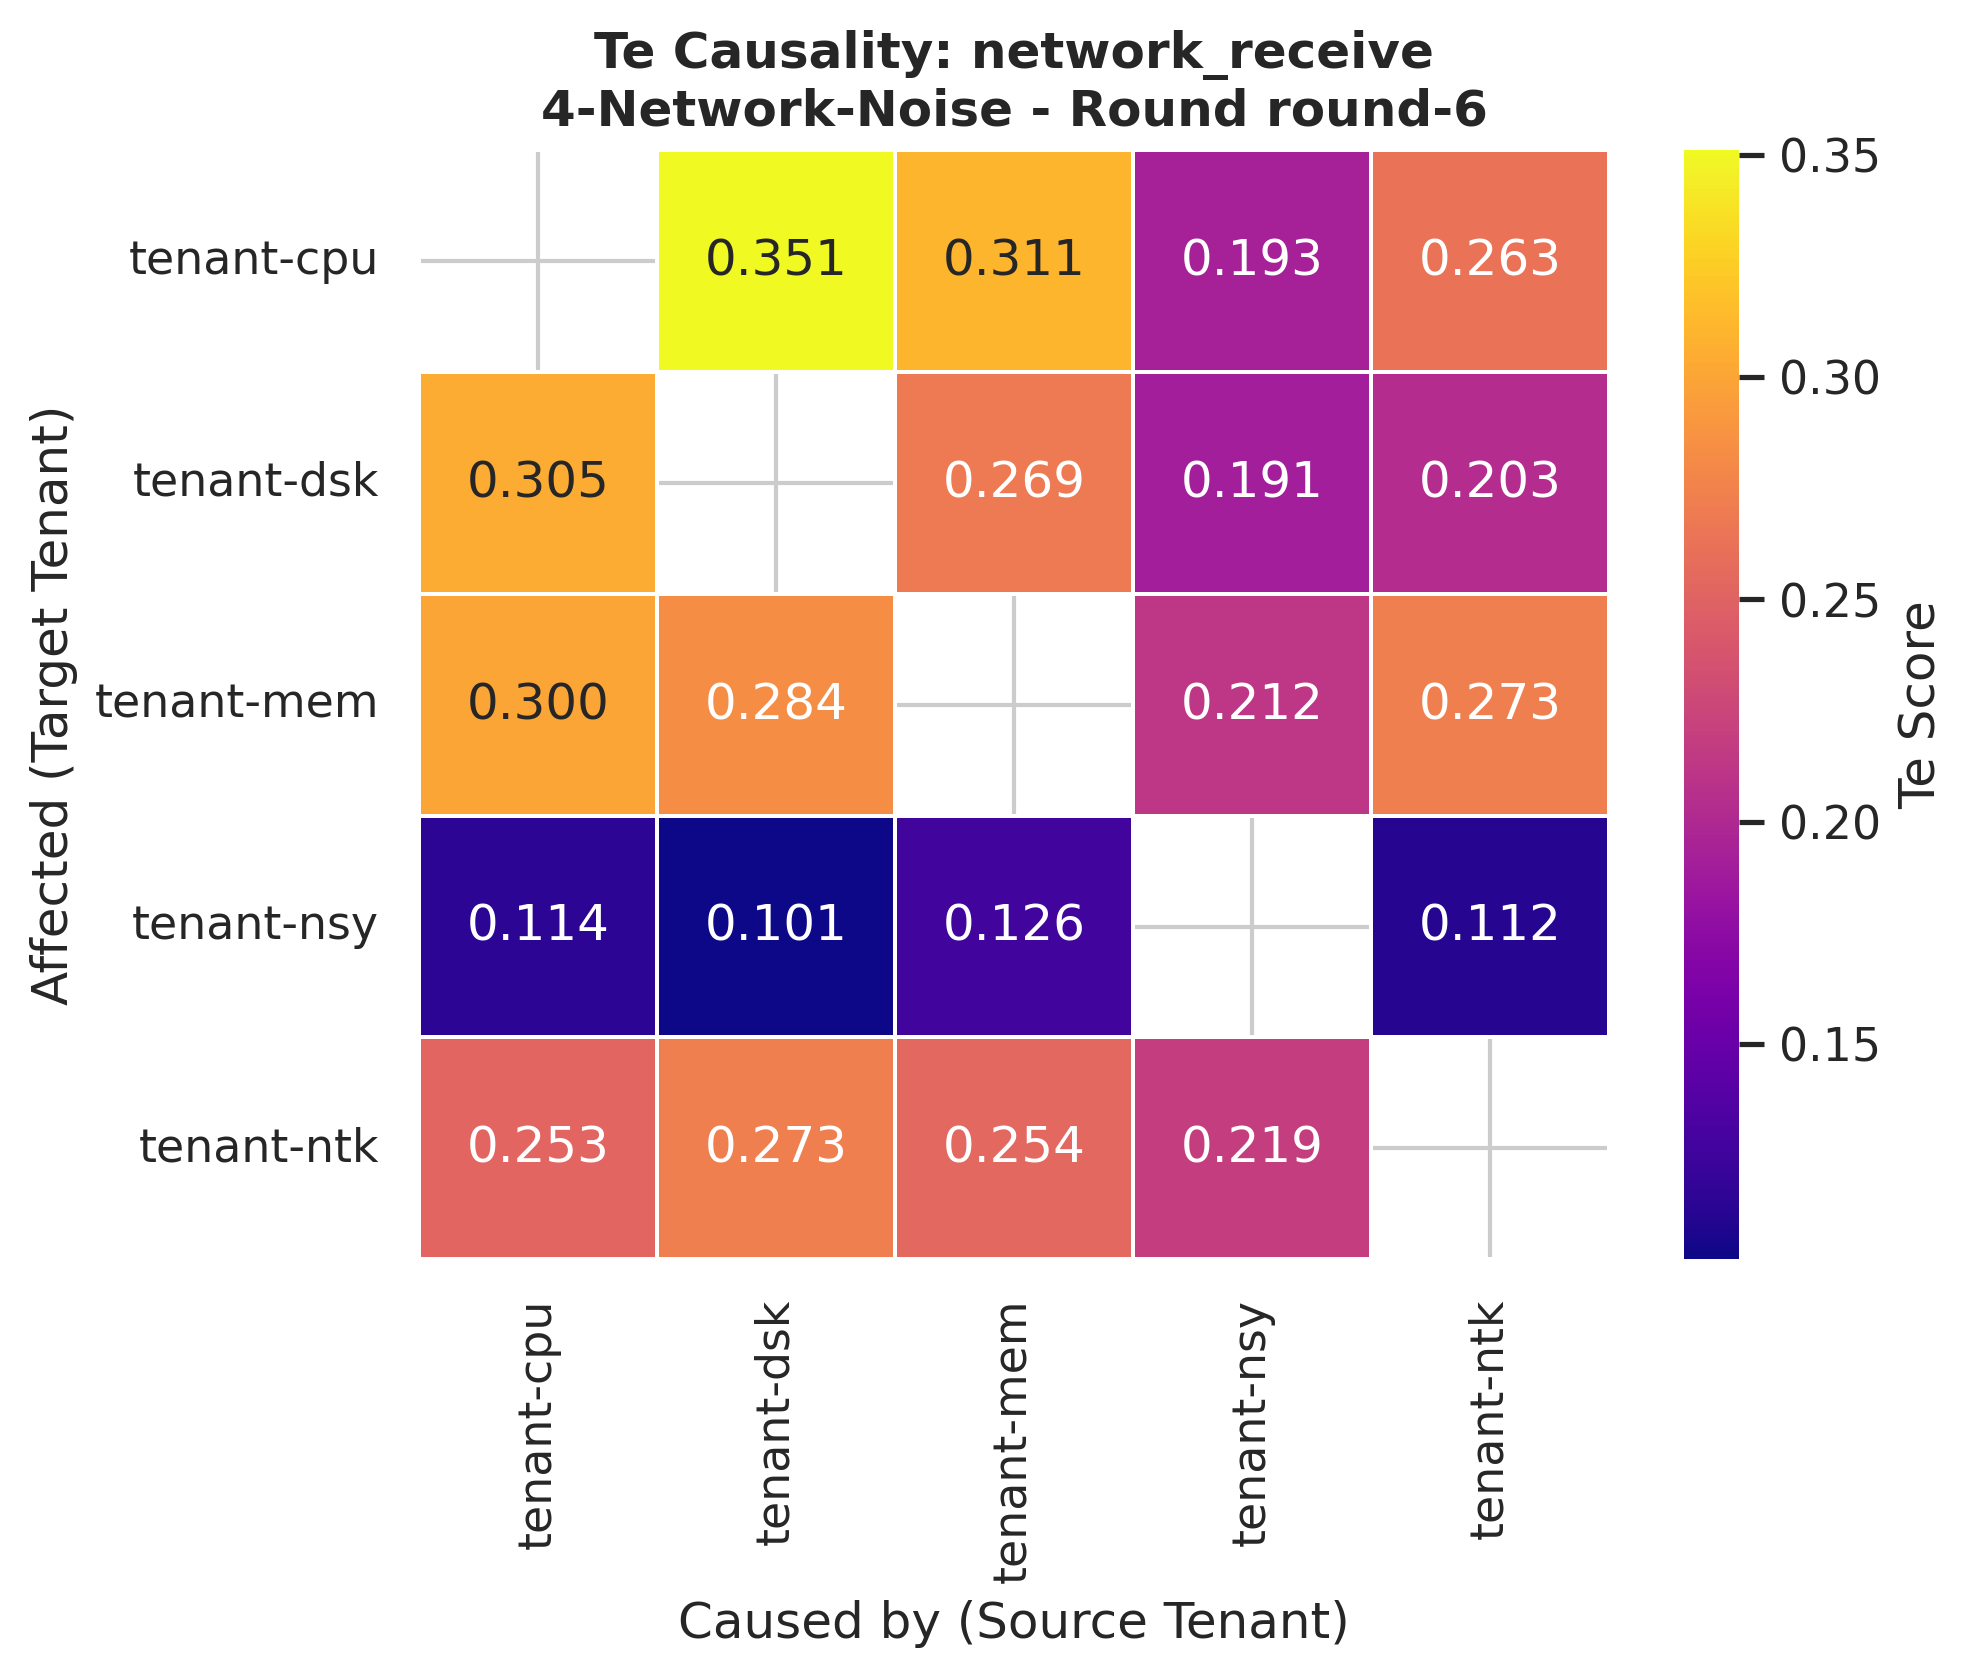 Te Causality: network_receive
4-Network-Noise - Round round-6
tenant-cpu
0.351 0.311 0.193 0.263
tenant-dsk
0.305 0.269 0.191 0.203
tenant-mem
0.300 0.284 0.212 0.273
tenant-nsy
0.114 0.101 0.126 0.112
tenant-ntk
0.253 0.273 0.254 0.219
Affected (Target Tenant)
tenant-cpu
tenant-dsk
tenant-mem
tenant-nsy
tenant-ntk
Caused by (Source Tenant)
0.35
0.30
0.25
0.20
0.15
Te Score